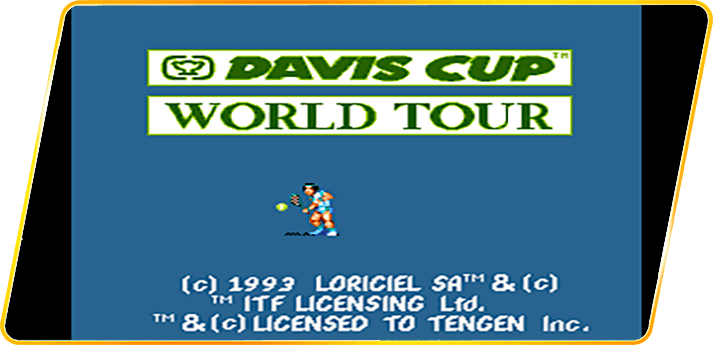 DAVIS CUP™
WORLD TOUR
(c) 1993 LORICIEL SA™ & (c)
™ ITF LICENSING Ltd.
™ & (c) LICENSED TO TENGEN Inc.